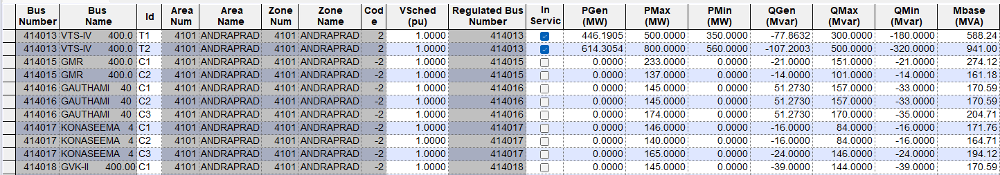 Bus Number Bus Name Id Area Num Area Name Zone Num Zone Name Cod e VSched (pu) Regulated Bus Number In Servic PGen (MW) PMax (MW) PMin (MW) QGen (Mvar) QMax (Mvar) QMin (Mvar) Mbase (MVA)
414013 VTS-IV 400.0 T1 4101 ANDRAPRAD 4101 ANDRAPRAD 2 1.0000 414013 446.1905 500.0000 350.0000 -77.8632 300.0000 -180.0000 588.24
414013 VTS-IV 400.0 T2 4101 ANDRAPRAD 4101 ANDRAPRAD 2 1.0000 414013 614.3054 800.0000 560.0000 -107.2003 500.0000 -320.0000 941.00
414015 GMR 400.0 C1 4101 ANDRAPRAD 4101 ANDRAPRAD -2 1.0000 414015 0.0000 233.0000 0.0000 -21.0000 151.0000 -21.0000 274.12
414015 GMR 400.0 C2 4101 ANDRAPRAD 4101 ANDRAPRAD -2 1.0000 414015 0.0000 137.0000 0.0000 -14.0000 101.0000 -14.0000 161.18
414016 GAUTHAMI 40 C1 4101 ANDRAPRAD 4101 ANDRAPRAD -2 1.0000 414016 0.0000 145.0000 0.0000 51.2730 157.0000 -33.0000 170.59
414016 GAUTHAMI 40 C2 4101 ANDRAPRAD 4101 ANDRAPRAD -2 1.0000 414016 0.0000 145.0000 0.0000 51.2730 157.0000 -33.0000 170.59
414016 GAUTHAMI 40 C3 4101 ANDRAPRAD 4101 ANDRAPRAD -2 1.0000 414016 0.0000 174.0000 0.0000 51.2730 170.0000 -35.0000 204.71
414017 KONASEEMA 4 C1 4101 ANDRAPRAD 4101 ANDRAPRAD -2 1.0000 414017 0.0000 146.0000 0.0000 -16.0000 84.0000 -16.0000 171.76
414017 KONASEEMA 4 C2 4101 ANDRAPRAD 4101 ANDRAPRAD -2 1.0000 414017 0.0000 140.0000 0.0000 -16.0000 84.0000 -16.0000 164.71
414017 KONASEEMA 4 C3 4101 ANDRAPRAD 4101 ANDRAPRAD -2 1.0000 414017 0.0000 165.0000 0.0000 -24.0000 146.0000 -24.0000 194.12
414018 GVK-II 400.00 C1 4101 ANDRAPRAD 4101 ANDRAPRAD -2 1.0000 414018 0.0000 145.0000 0.0000 -39.0000 144.0000 -39.0000 170.59